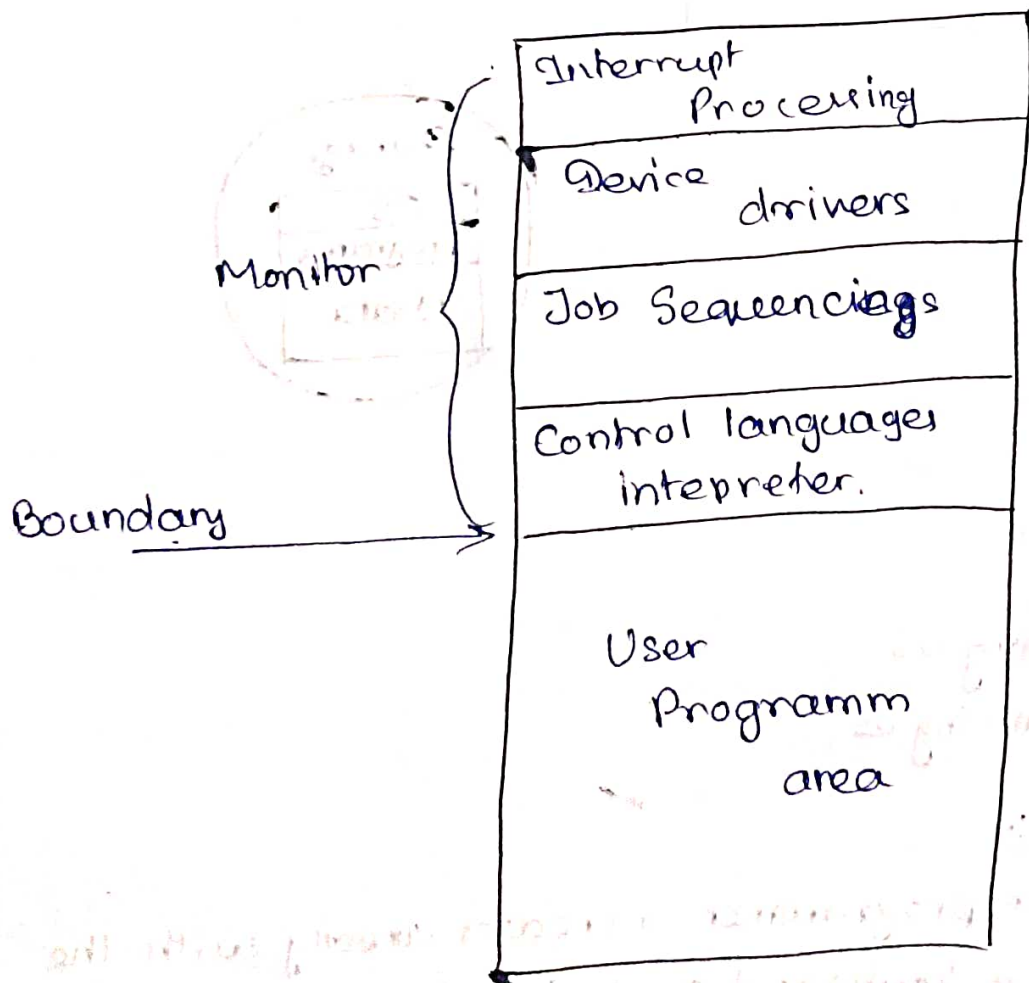 Interrupt
Processing
Device
drivers
Monitor
Job Sequencings
Control languages
intepreter.
Boundary
User
Programm
area